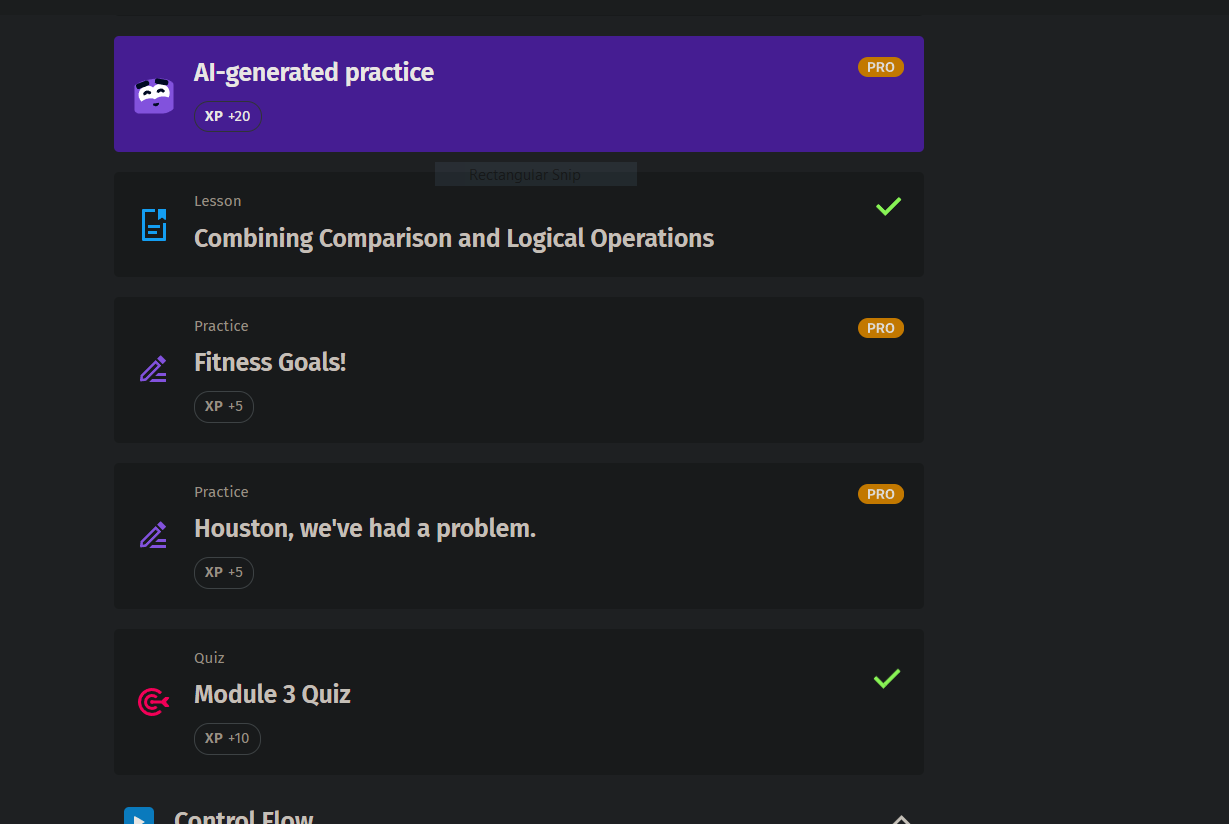 AI-generated practice
PRO
XP +20
Rectangular Snip
Lesson
Combining Comparison and Logical Operations
Practice
PRO
Fitness Goals!
XP +5
Practice
PRO
Houston, we've had a problem.
XP +5
Quiz
Module 3 Quiz
XP +10
Control Flow